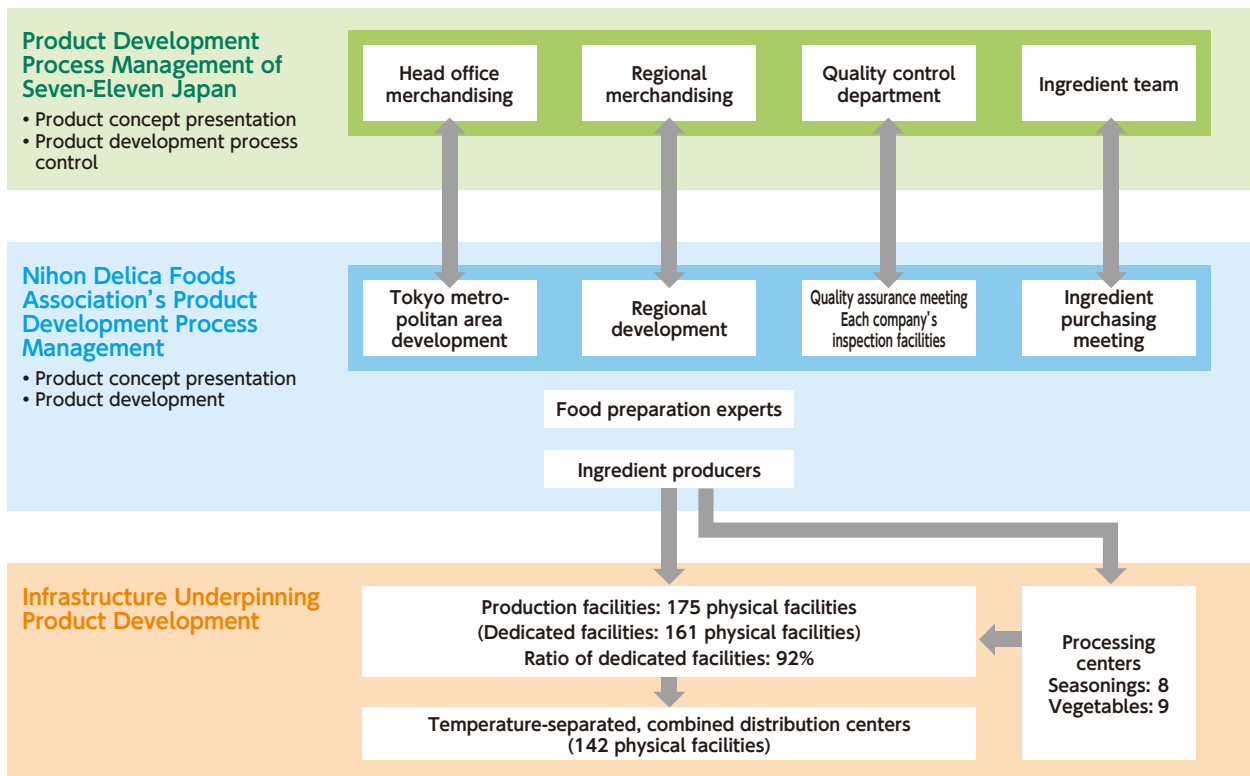 Product Development
Process Management of
Seven-Eleven Japan
• Product concept presentation
• Product development process
control
Head office
merchandising
Regional
merchandising
Quality control
department
Ingredient team
Nihon Delica Foods
Association's Product
Development Process
Management
• Product concept presentation
• Product development
Tokyo metro-
politan area
development
Regional
development
Quality assurance meeting
Each company's
inspection facilities
Ingredient
purchasing
meeting
Food preparation experts
Ingredient producers
Infrastructure Underpinning
Product Development
Production facilities: 175 physical facilities
(Dedicated facilities: 161 physical facilities)
Ratio of dedicated facilities: 92%
Processing
centers
Seasonings: 8
Vegetables: 9
Temperature-separated, combined distribution centers
(142 physical facilities)